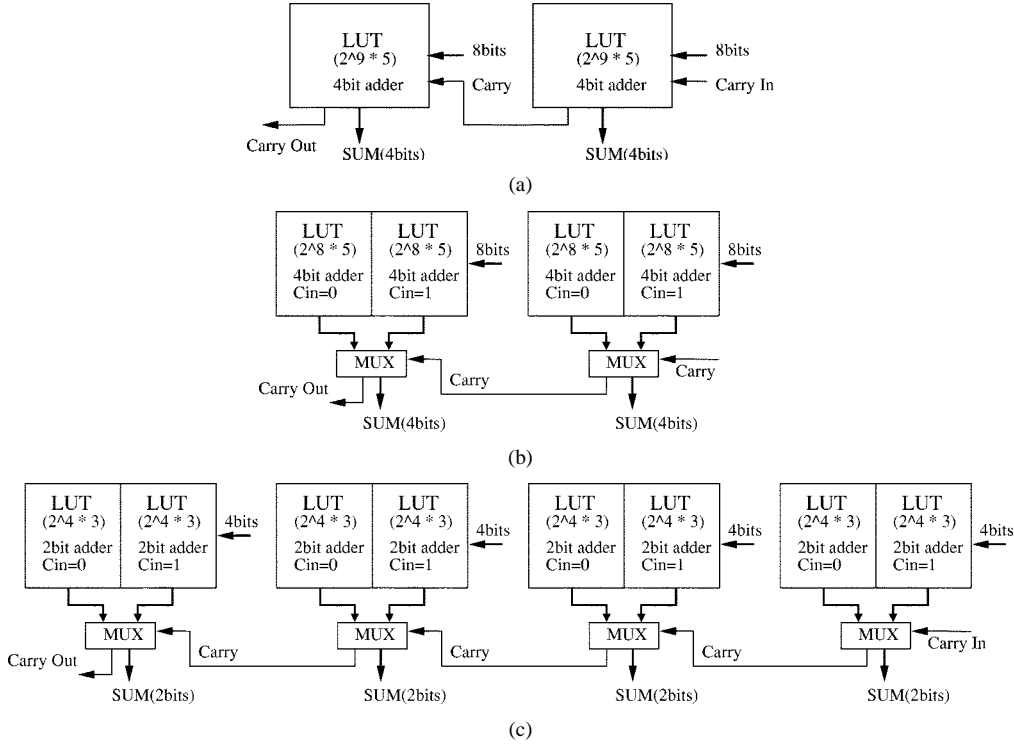 LUT
(2^9 * 5)
4bit adder
8bits
Carry
Carry Out
SUM(4bits)
LUT
(2^9 * 5)
4bit adder
8bits
Carry In
SUM(4bits)
(a)
LUT
(2^8 * 5)
4bit adder
Cin=0
LUT
(2^8 * 5)
4bit adder
Cin=1
8bits
MUX
Carry Out
Carry
SUM(4bits)
LUT
(2^8 * 5)
4bit adder
Cin=0
LUT
(2^8 * 5)
4bit adder
Cin=1
8bits
MUX
Carry
SUM(4bits)
(b)
LUT
(2^4 * 3)
2bit adder
Cin=0
LUT
(2^4 * 3)
2bit adder
Cin=1
4bits
MUX
Carry Out
Carry
SUM(2bits)
LUT
(2^4 * 3)
2bit adder
Cin=0
LUT
(2^4 * 3)
2bit adder
Cin=1
4bits
MUX
Carry
SUM(2bits)
LUT
(2^4 * 3)
2bit adder
Cin=0
LUT
(2^4 * 3)
2bit adder
Cin=1
4bits
MUX
Carry
SUM(2bits)
LUT
(2^4 * 3)
2bit adder
Cin=0
LUT
(2^4 * 3)
2bit adder
Cin=1
4bits
MUX
Carry In
SUM(2bits)
(c)